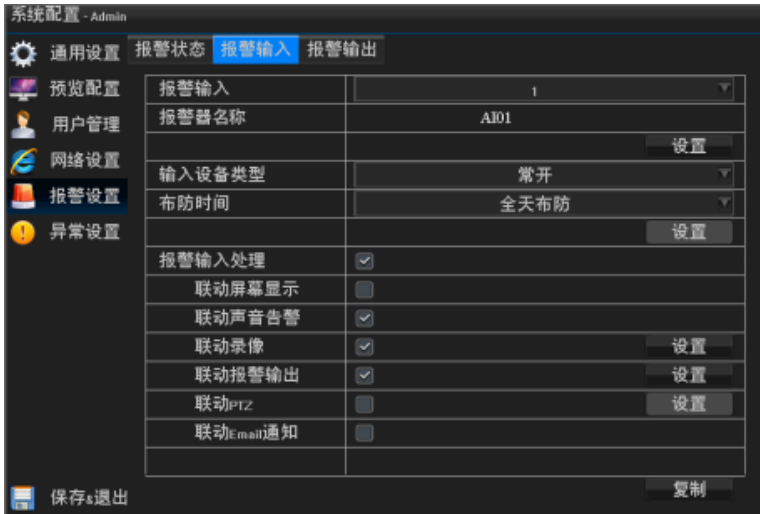 系统配置 - Admin
通用设置
预览配置
用户管理
网络设置
报警设置
异常设置
保存&退出
报警状态 报警输入 报警输出
报警输入 1
报警器名称 AI01
设置
输入设备类型 常开
布防时间 全天布防
设置
报警输入处理
联动屏幕显示
联动声音告警
联动录像 设置
联动报警输出 设置
联动PTZ 设置
联动Email通知
复制